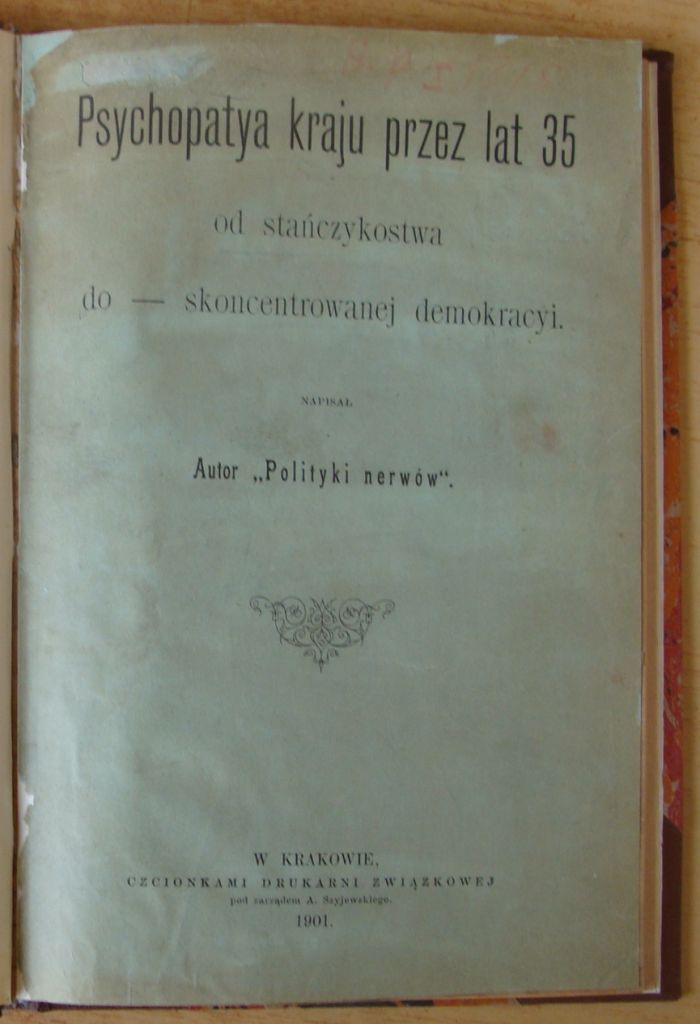 Psychopatya kraju przez lat 35
od stańczykostwa
do — skoncentrowanej demokracyi.
NAPISAŁ
Autor „Polityki nerwów“.
W KRAKOWIE,
CZCIONKAMI DRUKARNI ZWIĄZKOWEJ
pod zarządem A. Szyjewskiego.
1901.